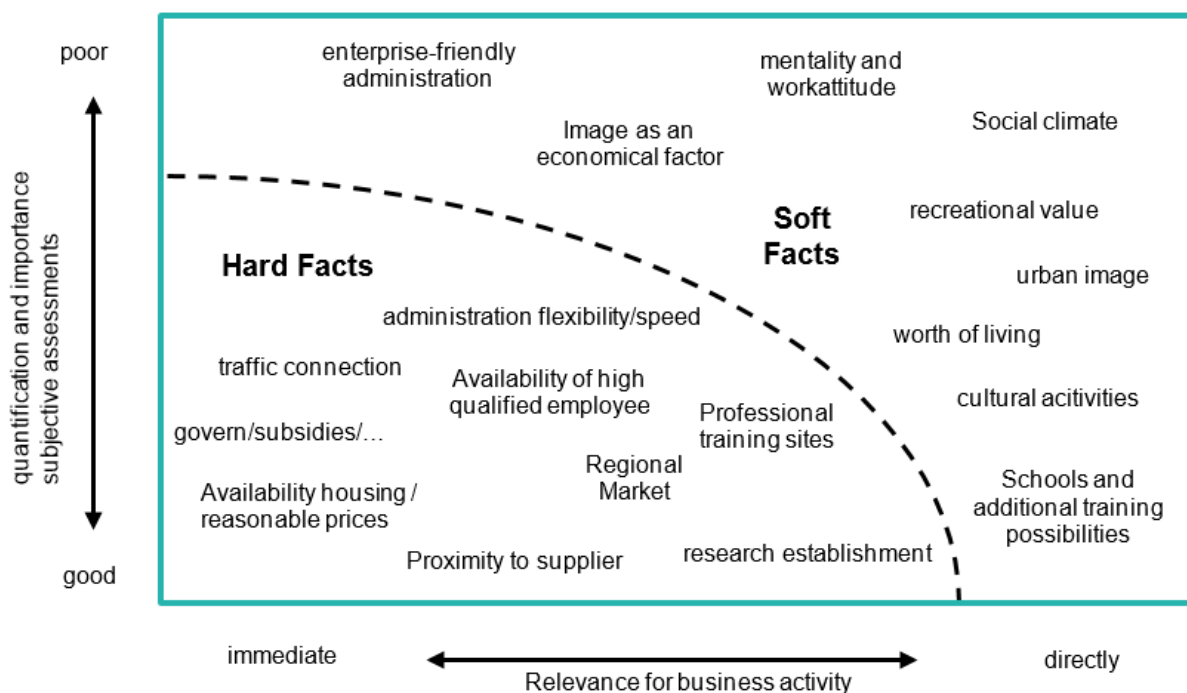 poor
enterprise-friendly
administration
mentality and
workattitude
Social climate
Image as an
economical factor
recreational value
Soft
Facts
Hard Facts
urban image
administration flexibility/speed
worth of living
traffic connection
Availability of high
qualified employee
cultural acitivities
Professional
training sites
govern/subsidies/...
Regional
Market
Schools and
additional training
possibilities
Availability housing /
reasonable prices
Proximity to supplier
research establishment
good
quantification and importance
subjective assessments
immediate
directly
Relevance for business activity